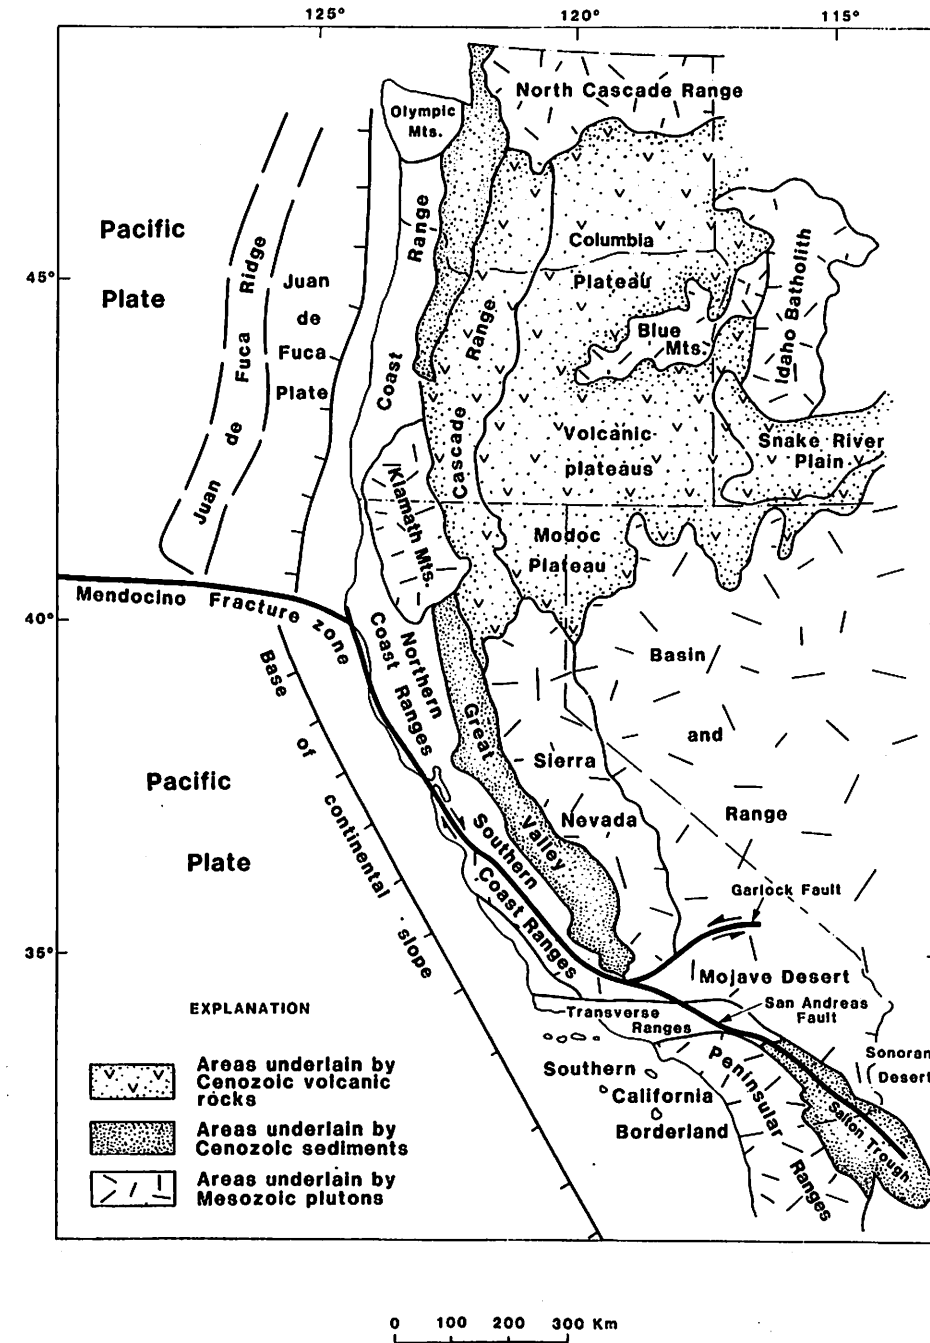 125°
120°
115°
North Cascade Range
Olympic
Mts.
Pacific
Plate
Juan de Fuca Ridge
Juan
de
Fuca
Plate
Coast Range
Cascade Range
Columbia
Plateau
Blue
Mts.
Idaho Batholith
45°
Volcanic
plateaus
Snake River
Plain
Klamath Mts.
Modoc
Plateau
Mendocino Fracture zone
40°
Northern
Coast Ranges
Base of continental slope
Great Valley
Basin
and
Range
Sierra
Nevada
Pacific
Plate
Southern
Coast Ranges
Garlock Fault
35°
Mojave Desert
San Andreas
Fault
Transverse
Ranges
Sonoran
Desert
Southern
California
Borderland
Peninsular Ranges
Salton Trough
EXPLANATION
Areas underlain by
Cenozoic volcanic
rocks
Areas underlain by
Cenozoic sediments
Areas underlain by
Mesozoic plutons
0 100 200 300 Km